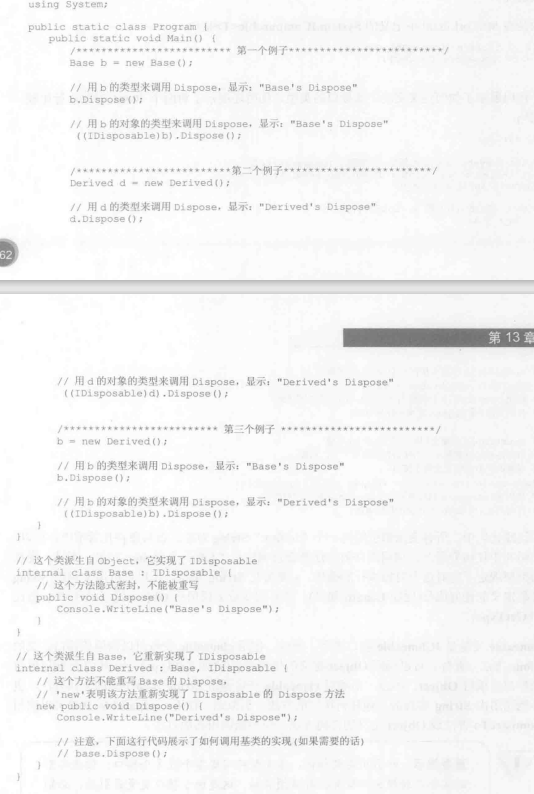 using System;
public static class Program {
public static void Main() {
/************************* 第一个例子*************************/
Base b = new Base();
// 用 b 的类型来调用 Dispose，显示："Base's Dispose"
b.Dispose();
// 用 b 的对象的类型来调用 Dispose，显示："Base's Dispose"
((IDisposable)b).Dispose();
/*************************第二个例子************************/
Derived d = new Derived();
// 用 d 的类型来调用 Dispose，显示："Derived's Dispose"
d.Dispose();
62
第 13 章
// 用 d 的对象的类型来调用 Dispose，显示："Derived's Dispose"
((IDisposable)d).Dispose();
/************************* 第三个例子 *************************/
b = new Derived();
// 用 b 的类型来调用 Dispose，显示："Base's Dispose"
b.Dispose();
// 用 b 的对象的类型来调用 Dispose，显示："Derived's Dispose"
((IDisposable)b).Dispose();
}
}
// 这个类派生自 Object，它实现了 IDisposable
internal class Base : IDisposable {
// 这个方法隐式密封，不能被重写
public void Dispose() {
Console.WriteLine("Base's Dispose");
}
}
// 这个类派生自 Base，它重新实现了 IDisposable
internal class Derived : Base, IDisposable {
// 这个方法不能重写 Base 的 Dispose，
// 'new'表明该方法重新实现了 IDisposable 的 Dispose 方法
new public void Dispose() {
Console.WriteLine("Derived's Dispose");
// 注意，下面这行代码展示了如何调用基类的实现(如果需要的话)
// base.Dispose();
}
}